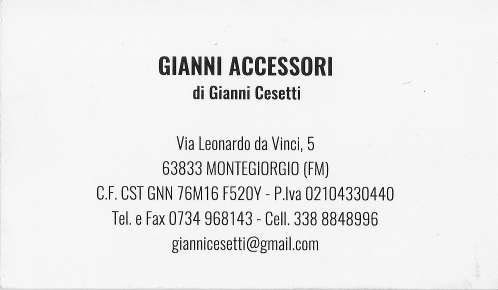 GIANNI ACCESSORI
di Gianni Cesetti
Via Leonardo da Vinci, 5
63833 MONTEGIORGIO (FM)
C.F. CST GNN 76M16 F520Y - P.Iva 02104330440
Tel. e Fax 0734 968143 - Cell. 338 8848996
giannicesetti@gmail.com